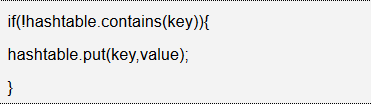 if(!hashtable.contains(key)){
hashtable.put(key,value);
}